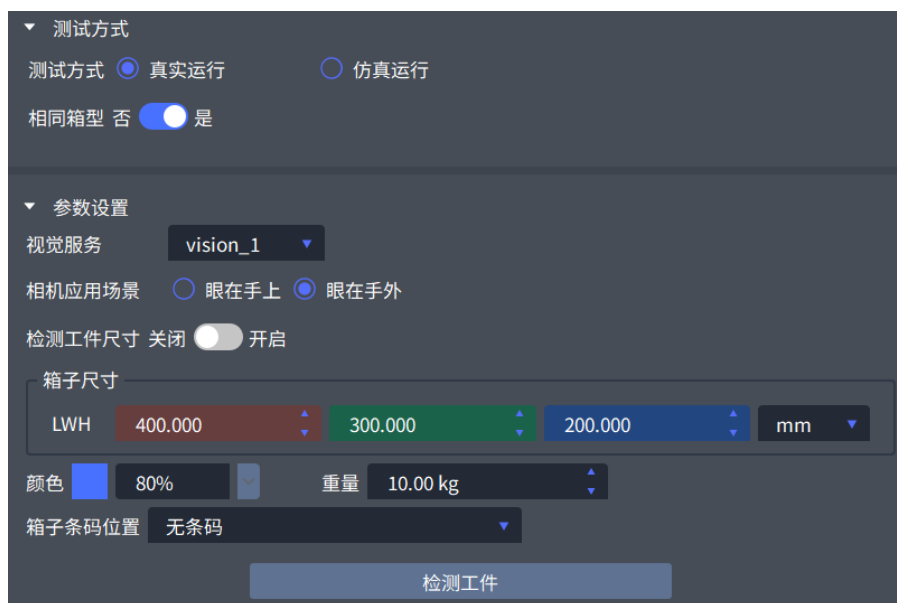 测试方式
测试方式 真实运行 仿真运行
相同箱型 否 是
参数设置
视觉服务 vision_1
相机应用场景 眼在手上 眼在手外
检测工件尺寸 关闭 开启
箱子尺寸
LWH 400.000 300.000 200.000 mm
颜色 80% 重量 10.00 kg
箱子条码位置 无条码
检测工件